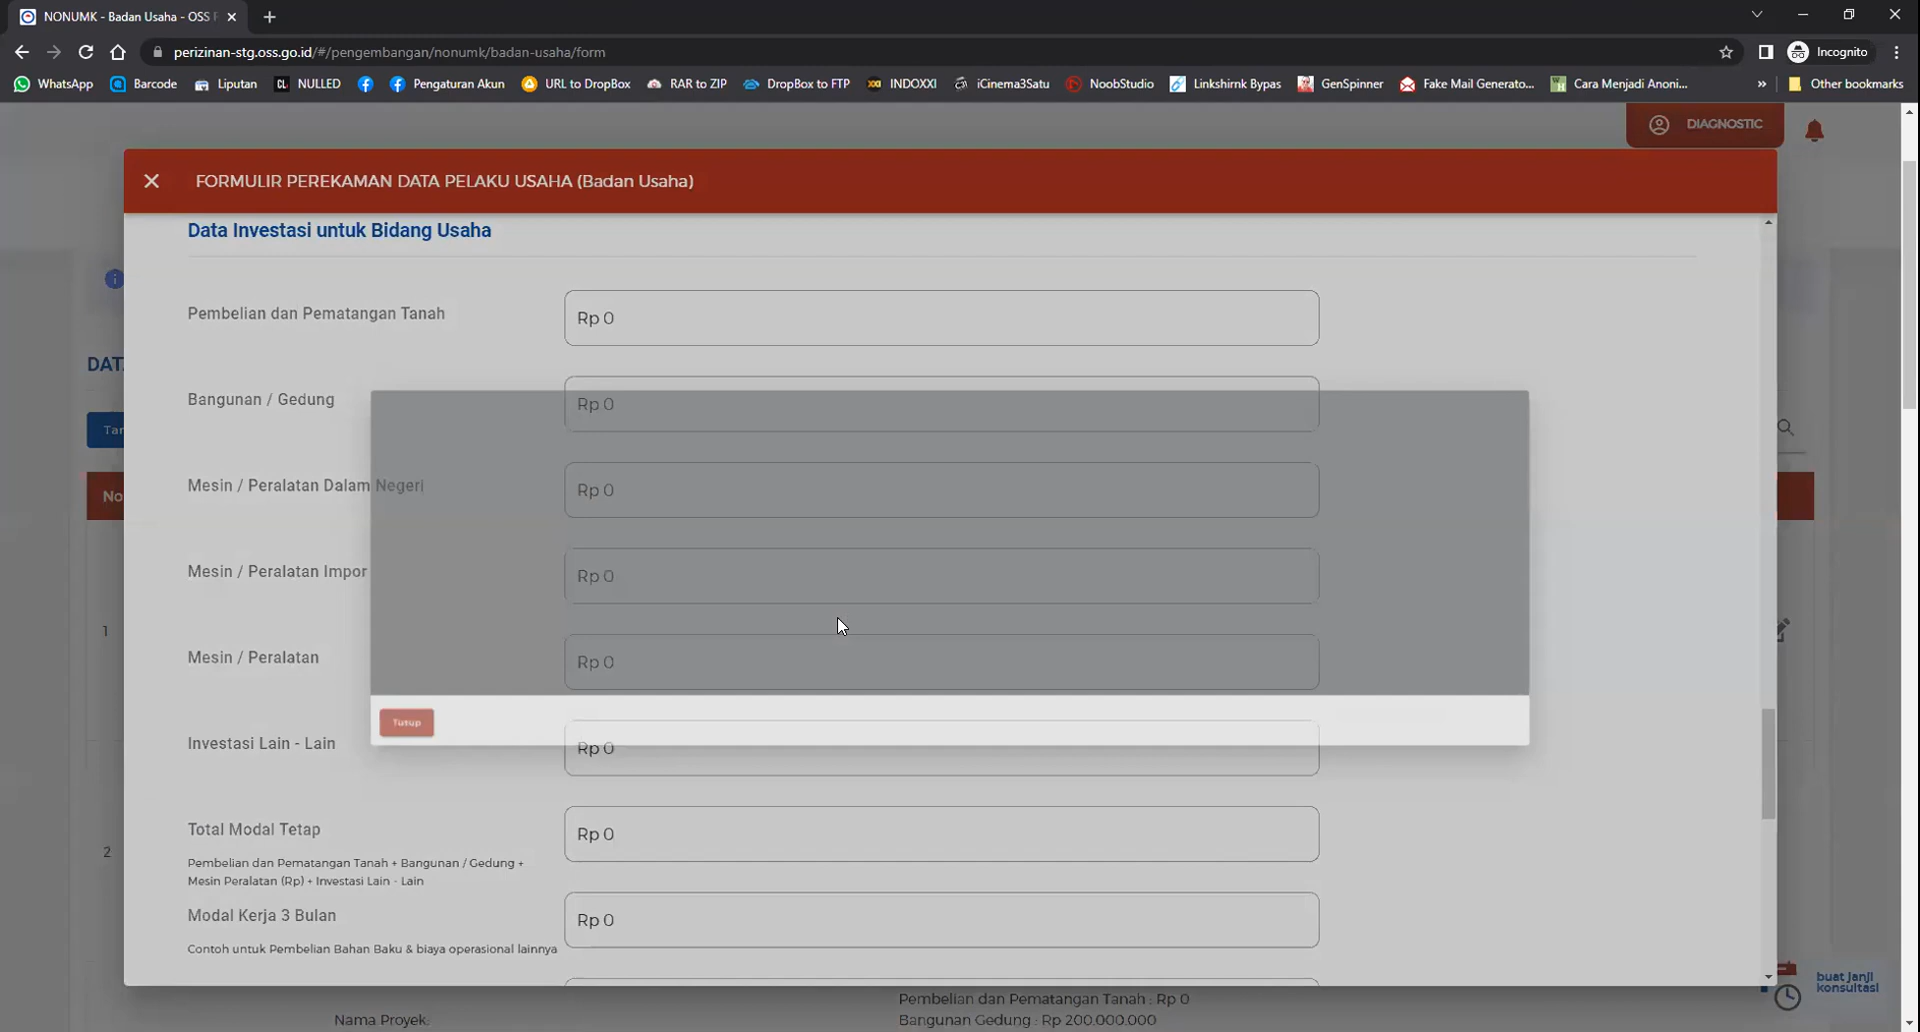 NONUMK - Badan Usaha - OSS
perizinan-stg.oss.go.id/#/pengembangan/nonumk/badan-usaha/form
Incognito
WhatsApp
Barcode
Liputan
NULLED
Pengaturan Akun
URL to DropBox
RAR to ZIP
DropBox to FTP
INDOXXI
iCinema3Satu
NoobStudio
Linkshirnk Bypas
GenSpinner
Fake Mail Generato...
Cara Menjadi Anoni...
»
Other bookmarks
DIAGNOSTIC
FORMULIR PEREKAMAN DATA PELAKU USAHA (Badan Usaha)
Data Investasi untuk Bidang Usaha
Pembelian dan Pematangan Tanah
Rp 0
Bangunan / Gedung
Rp 0
Mesin / Peralatan Dalam Negeri
Rp 0
Mesin / Peralatan Impor
Rp 0
1
Mesin / Peralatan
Rp 0
Tutup
Investasi Lain - Lain
Rp 0
Total Modal Tetap
Rp 0
2
Pembelian dan Pematangan Tanah + Bangunan / Gedung +
Mesin Peralatan (Rp) + Investasi Lain - Lain
Modal Kerja 3 Bulan
Rp 0
Contoh untuk Pembelian Bahan Baku & biaya operasional lainnya
buat janji
konsultasi
Pembelian dan Pematangan Tanah : Rp 0
Nama Proyek:
Bangunan Gedung : Rp 200.000.000